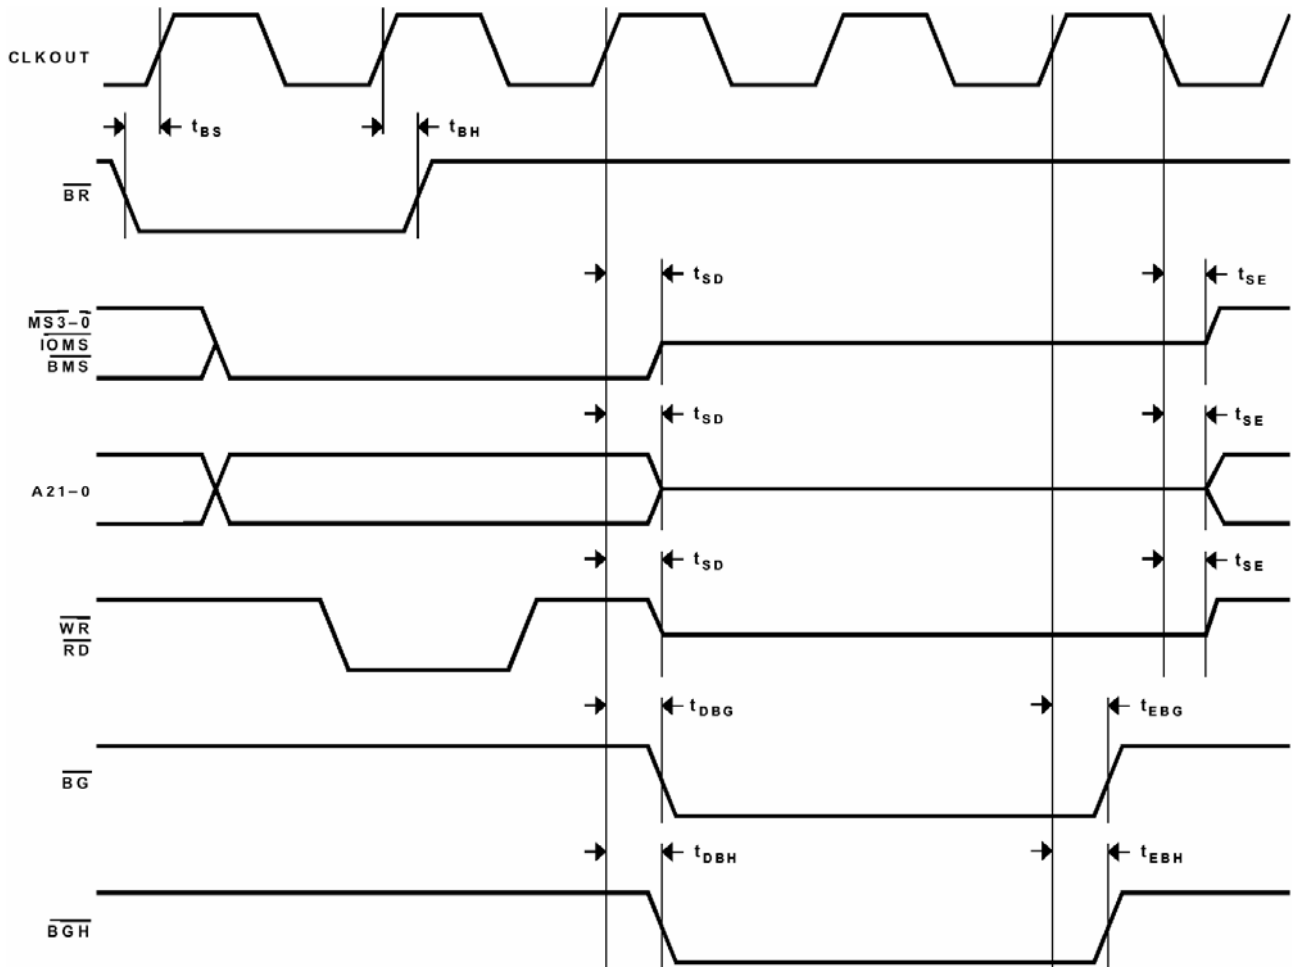 CLKOUT
tBS
tBH
BR
tSD
tSE
MS3–0
IOMS
BMS
tSD
tSE
A21–0
tSD
tSE
WR
RD
tDBG
tEBG
BG
tDBH
tEBH
BGH